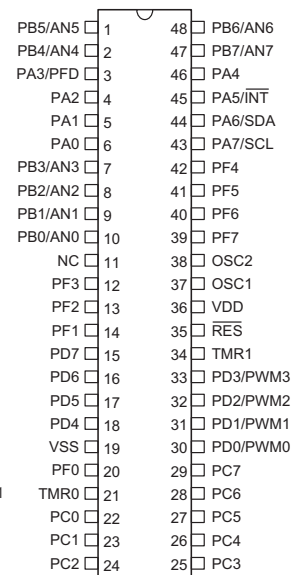 PB5/AN5 1 48 PB6/AN6
PB4/AN4 2 47 PB7/AN7
PA3/PFD 3 46 PA4
PA2 4 45 PA5/INT
PA1 5 44 PA6/SDA
PA0 6 43 PA7/SCL
PB3/AN3 7 42 PF4
PB2/AN2 8 41 PF5
PB1/AN1 9 40 PF6
PB0/AN0 10 39 PF7
NC 11 38 OSC2
PF3 12 37 OSC1
PF2 13 36 VDD
PF1 14 35 RES
PD7 15 34 TMR1
PD6 16 33 PD3/PWM3
PD5 17 32 PD2/PWM2
PD4 18 31 PD1/PWM1
VSS 19 30 PD0/PWM0
PF0 20 29 PC7
TMR0 21 28 PC6
PC0 22 27 PC5
PC1 23 26 PC4
PC2 24 25 PC3